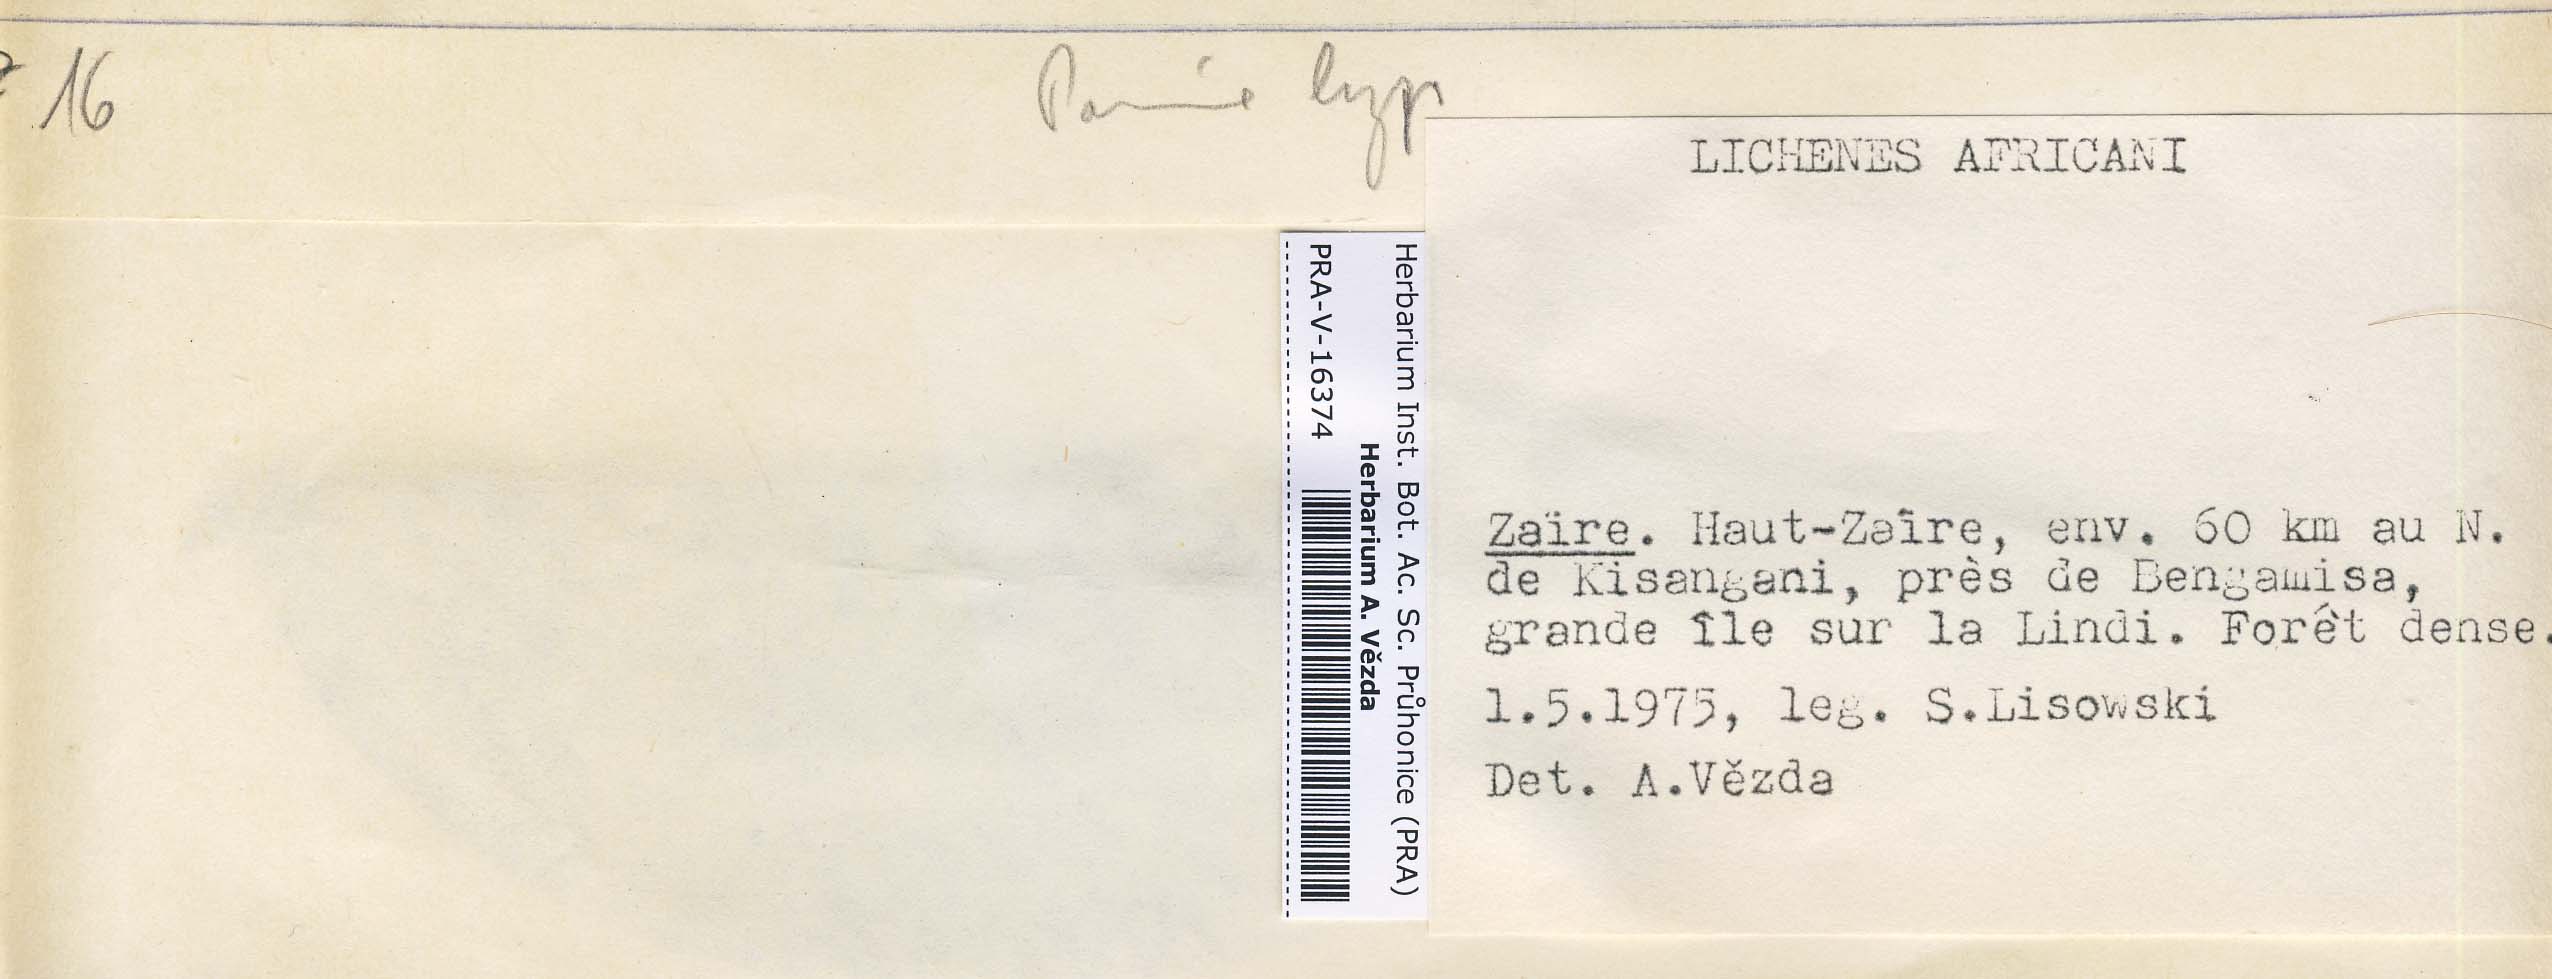 16
LICHENES AFRICANI
Herbarium Inst. Bot. Ac. Sc. Průhonice (PRA)
Herbarium A. Vězda
PRA-V-16374
Zaïre. Haut-Zaïre, env. 60 km au N.
de Kisangani, près de Bengamisa,
grande île sur la Lindi. Forêt dense.
1.5.1975, leg. S.Lisowski
Det. A.Vězda